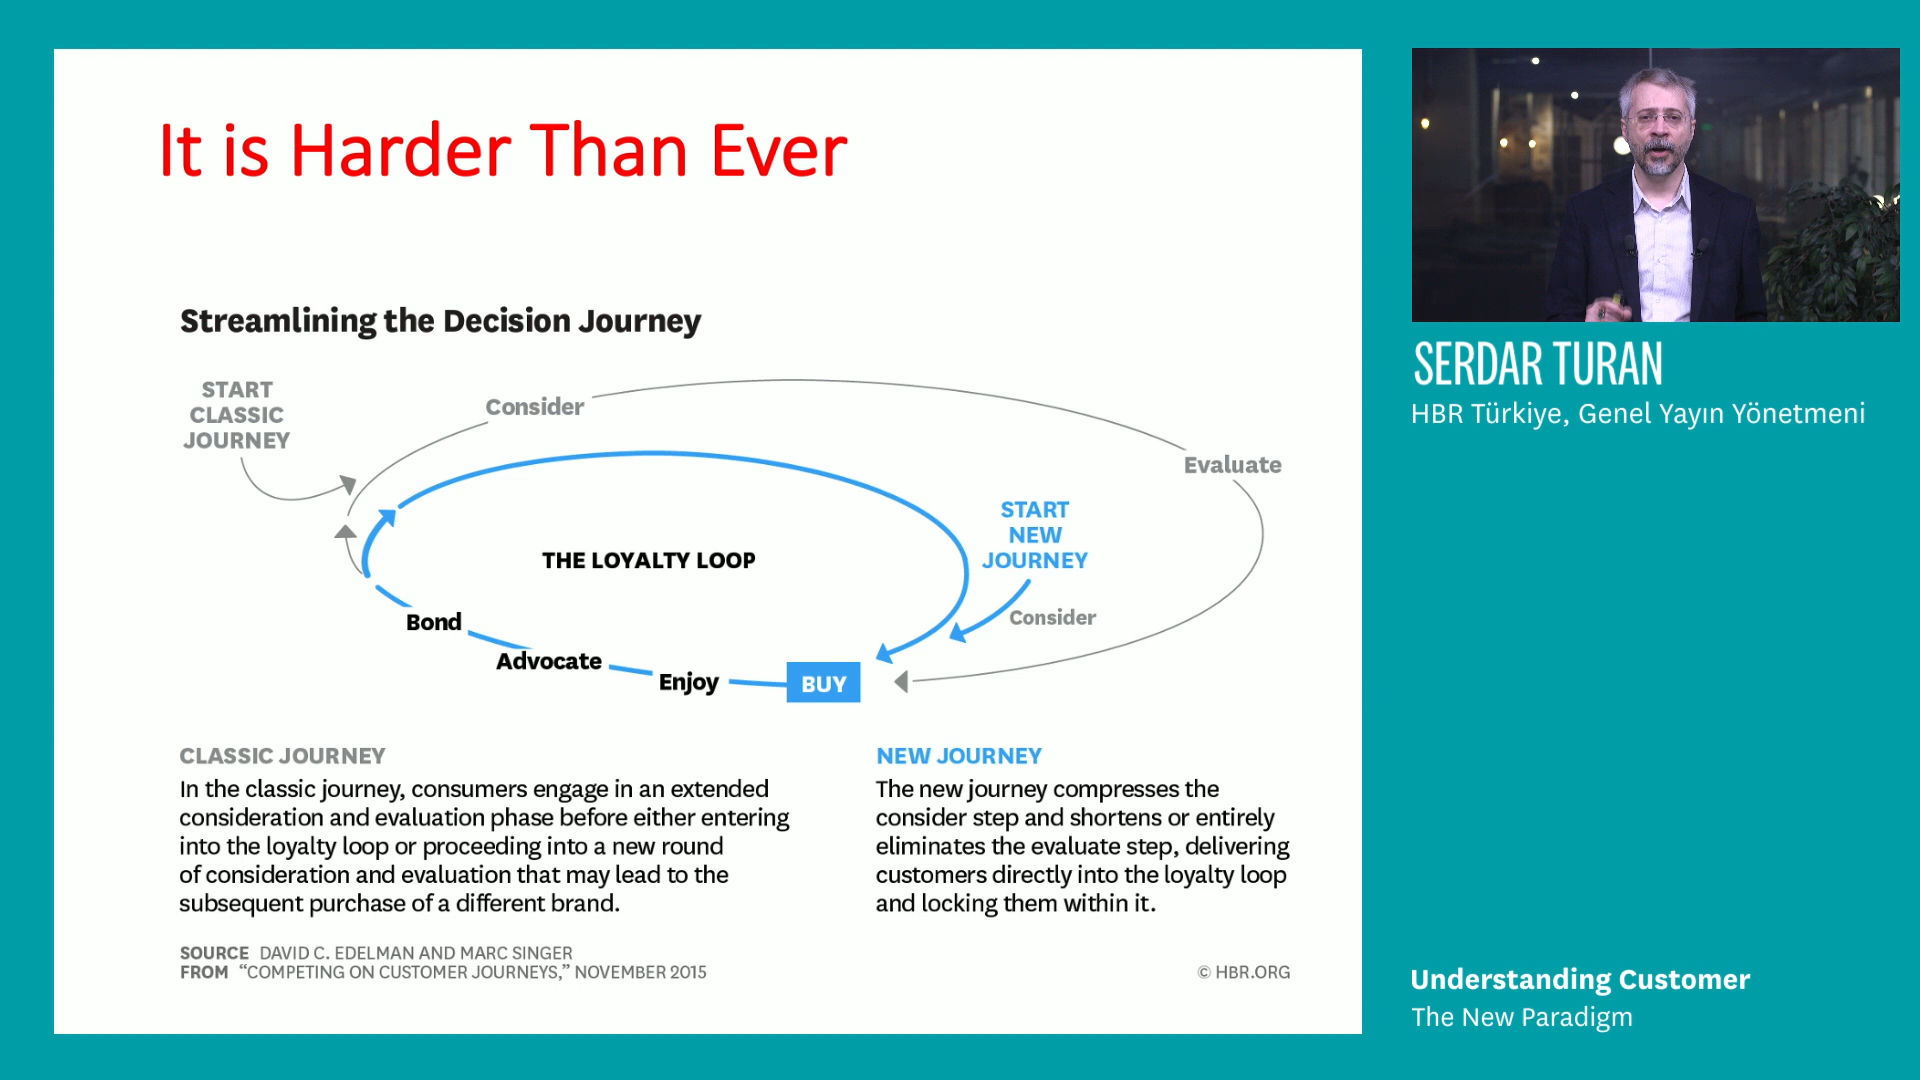 It is Harder Than Ever
Streamlining the Decision Journey
START
CLASSIC
JOURNEY
Consider
Evaluate
START
NEW
JOURNEY
Consider
THE LOYALTY LOOP
Bond
Advocate
Enjoy
BUY
CLASSIC JOURNEY
In the classic journey, consumers engage in an extended
consideration and evaluation phase before either entering
into the loyalty loop or proceeding into a new round
of consideration and evaluation that may lead to the
subsequent purchase of a different brand.
NEW JOURNEY
The new journey compresses the
consider step and shortens or entirely
eliminates the evaluate step, delivering
customers directly into the loyalty loop
and locking them within it.
SOURCE DAVID C. EDELMAN AND MARC SINGER
FROM “COMPETING ON CUSTOMER JOURNEYS,” NOVEMBER 2015
© HBR.ORG
SERDAR TURAN
HBR Türkiye, Genel Yayın Yönetmeni
Understanding Customer
The New Paradigm